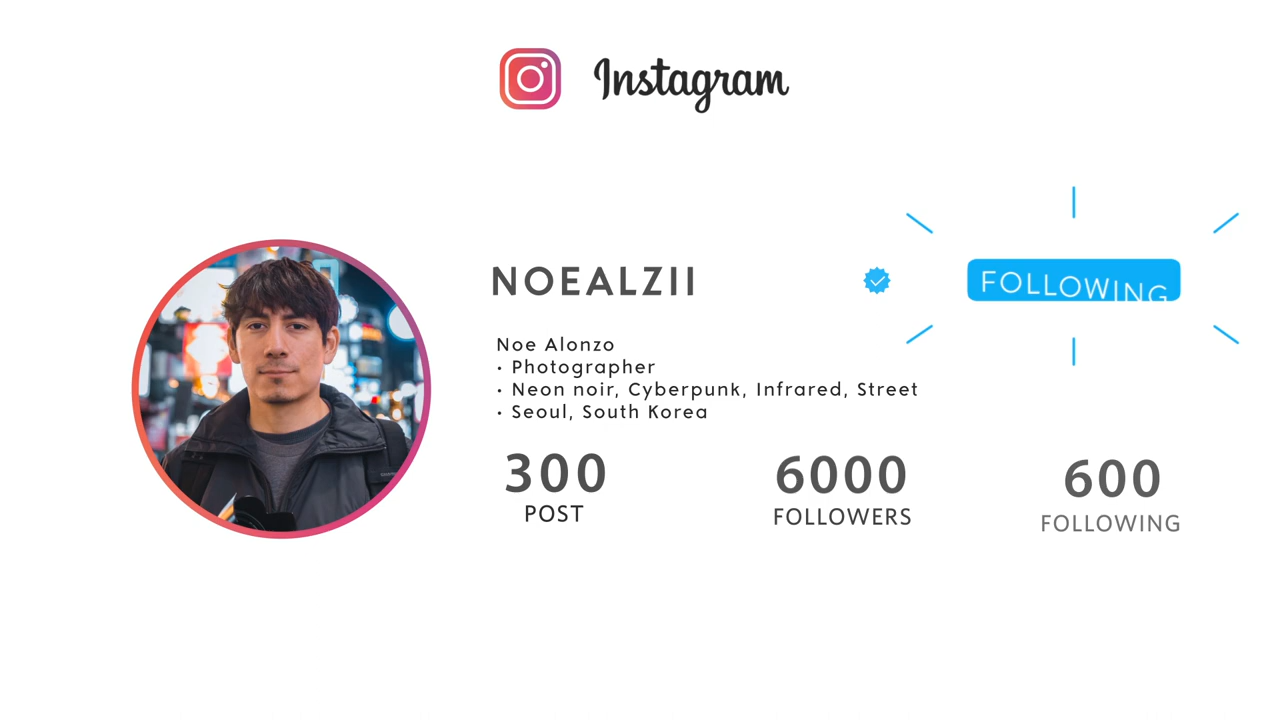 Instagram
NOEALZII
FOLLOWING
Noe Alonzo
• Photographer
• Neon noir, Cyberpunk, Infrared, Street
• Seoul, South Korea
300
POST
6000
FOLLOWERS
600
FOLLOWING